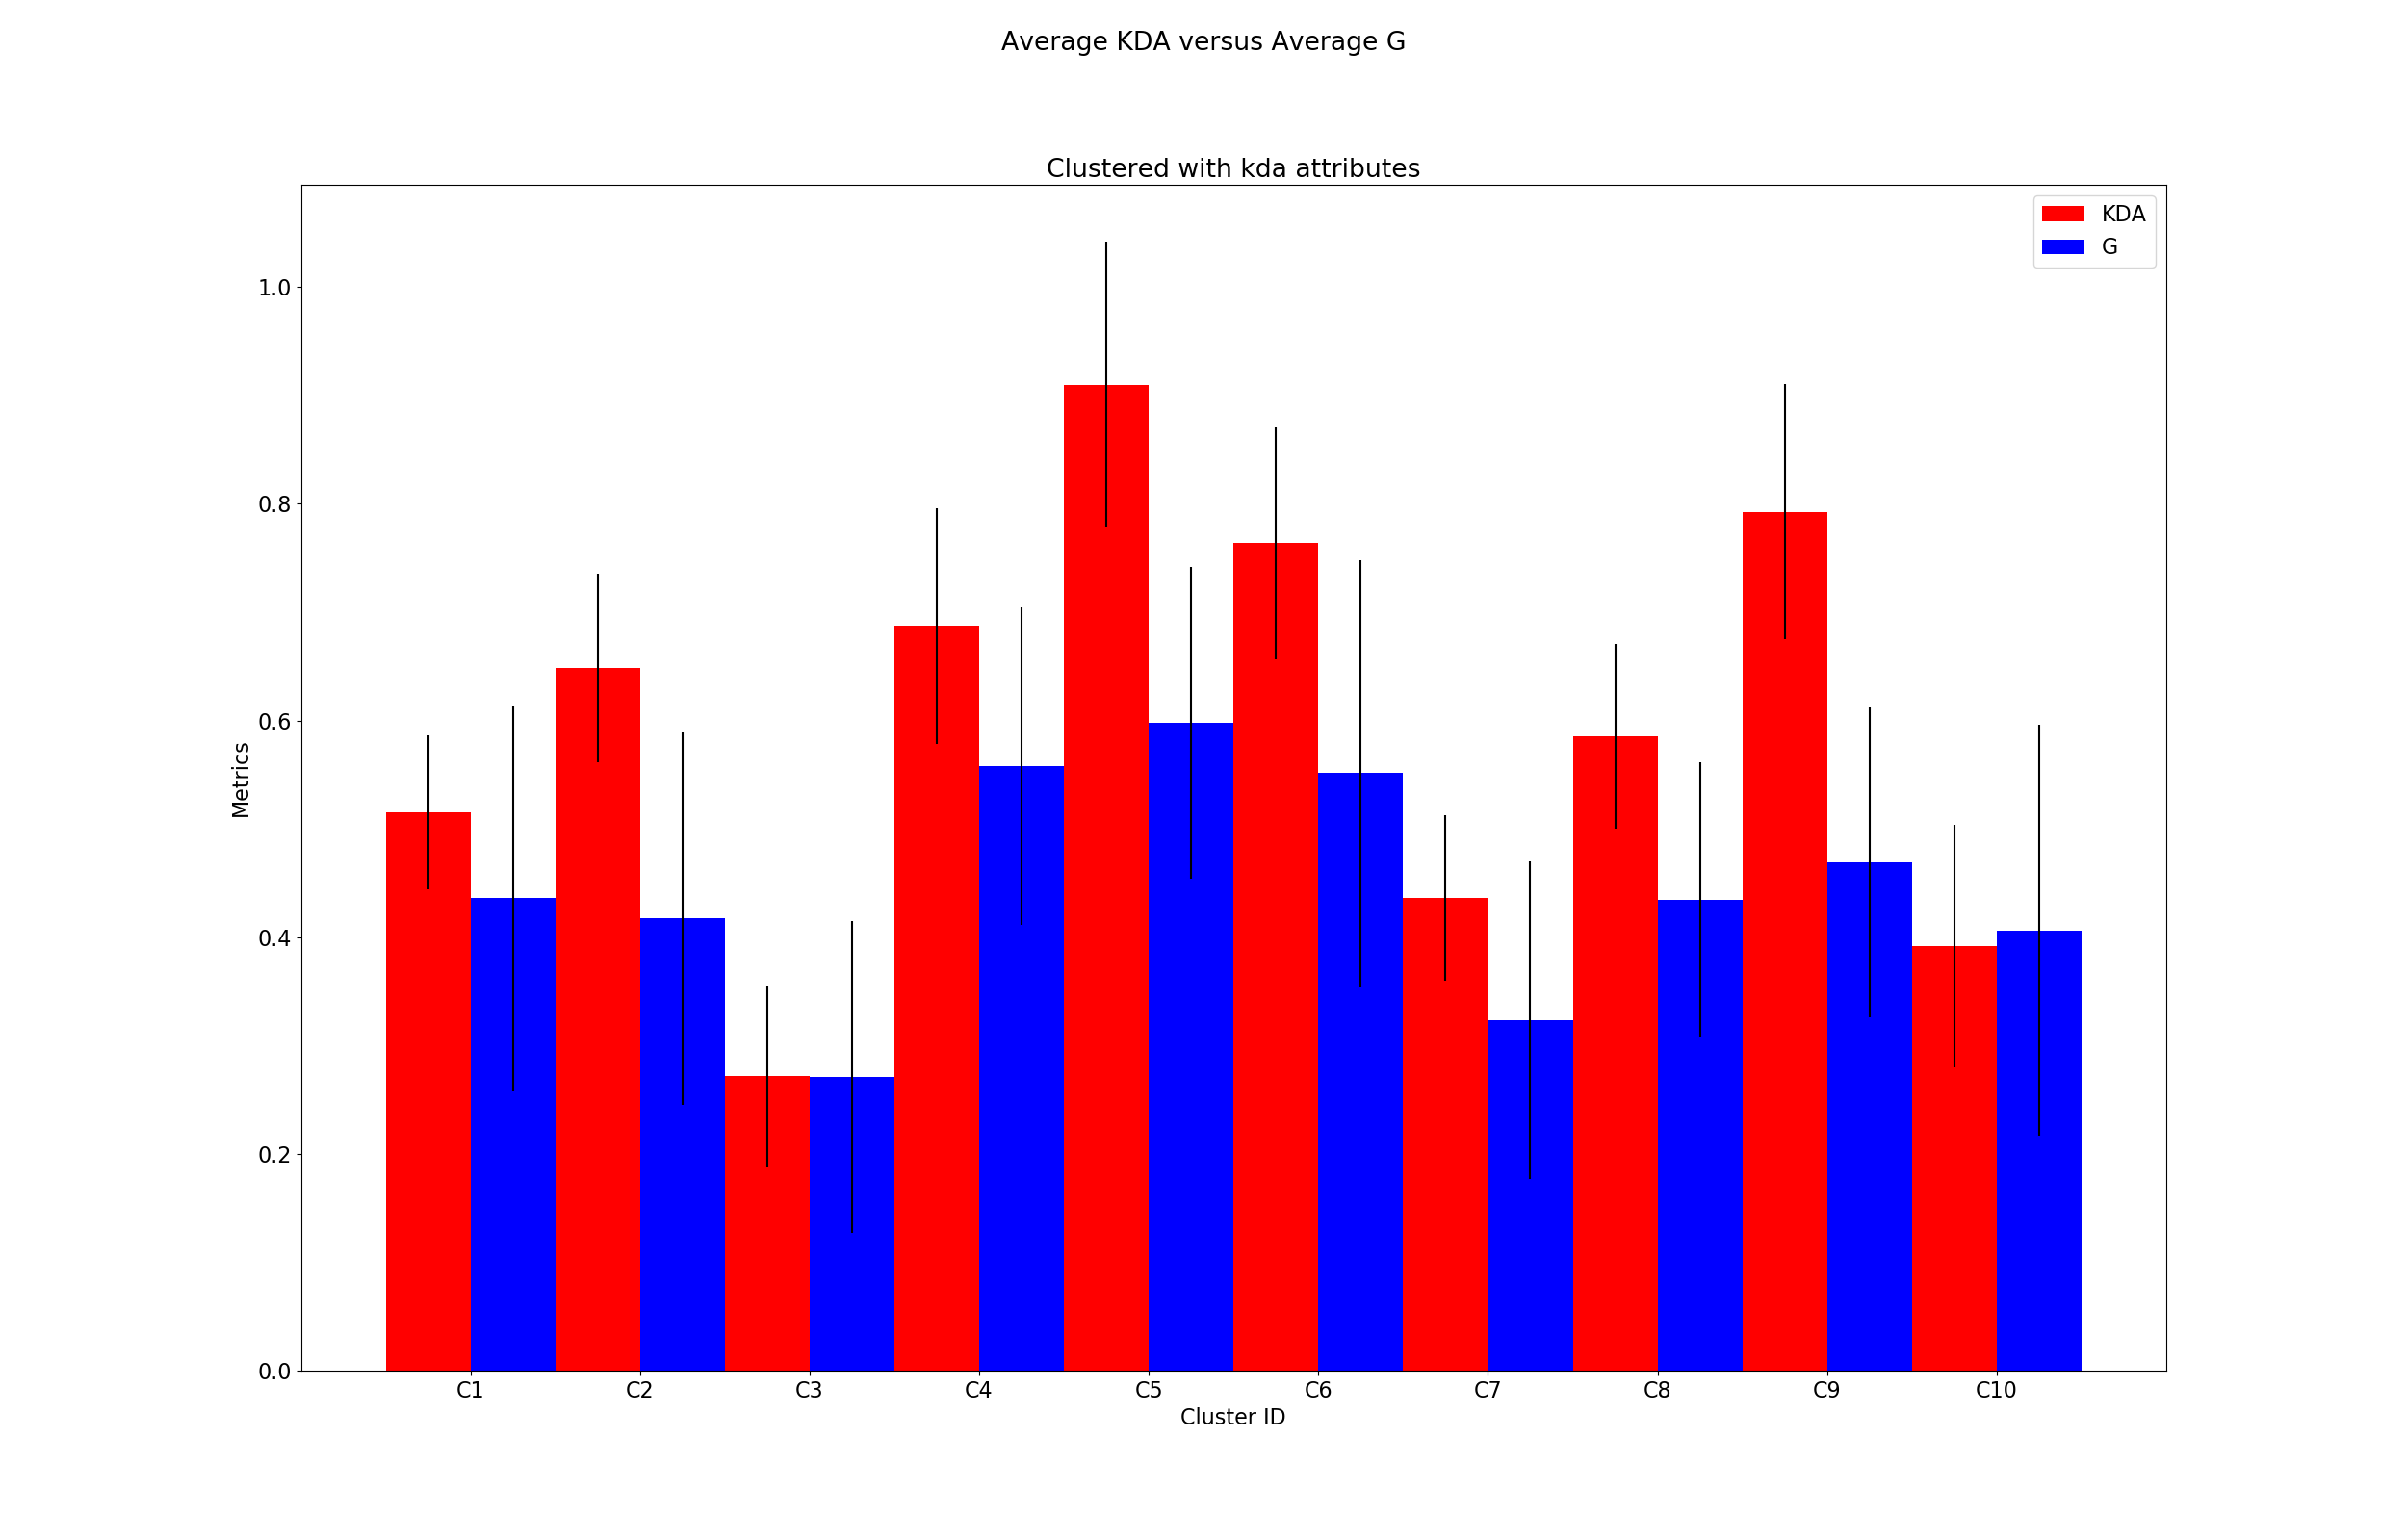 Average KDA versus Average G
Clustered with kda attributes
KDA
G
1.0
0.8
0.6
0.4
0.2
0.0
Metrics
C1 C2 C3 C4 C5 C6 C7 C8 C9 C10
Cluster ID